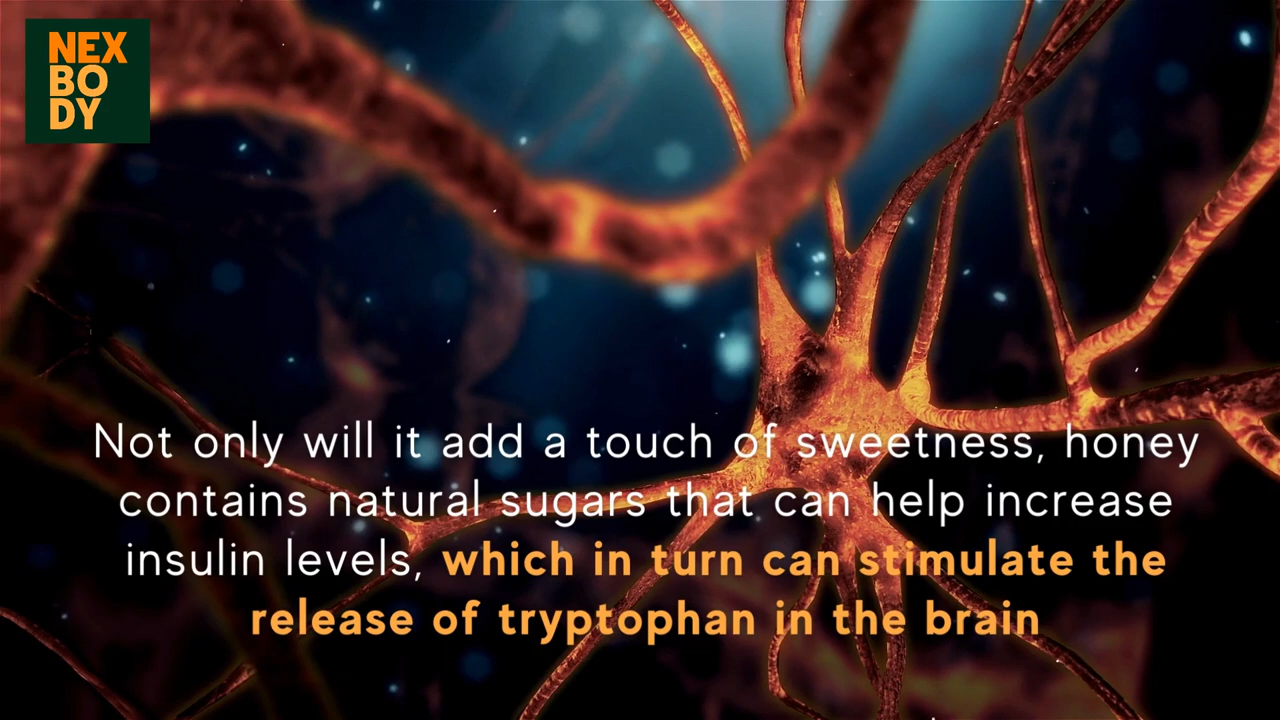 NEX
BO
DY
Not only will it add a touch of sweetness, honey
contains natural sugars that can help increase
insulin levels, which in turn can stimulate the
release of tryptophan in the brain